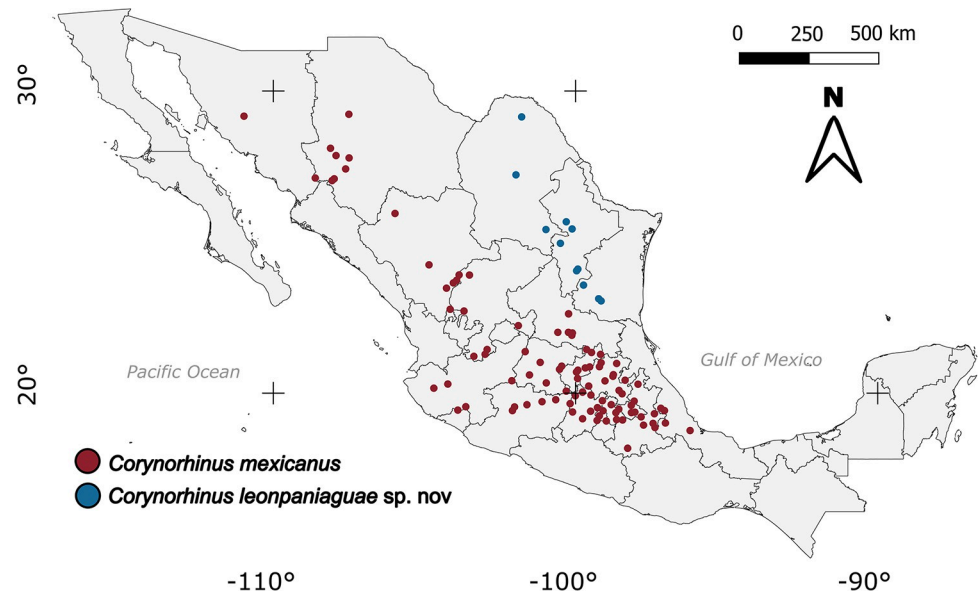 0 250 500 km
N
30°
20°
Pacific Ocean
Gulf of Mexico
Corynorhinus mexicanus
Corynorhinus leonpaniaguae sp. nov
-110° -100° -90°